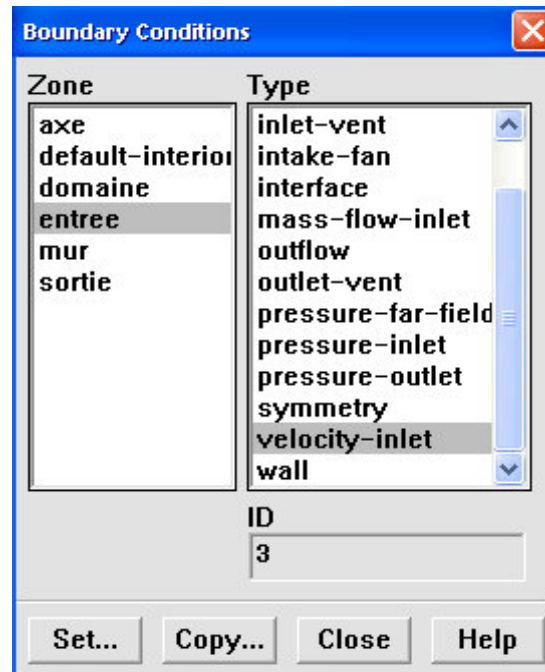 Boundary Conditions
Zone
Type
axe
default-interior
domaine
entree
mur
sortie
inlet-vent
intake-fan
interface
mass-flow-inlet
outflow
outlet-vent
pressure-far-field
pressure-inlet
pressure-outlet
symmetry
velocity-inlet
wall
ID
3
Set... Copy... Close Help